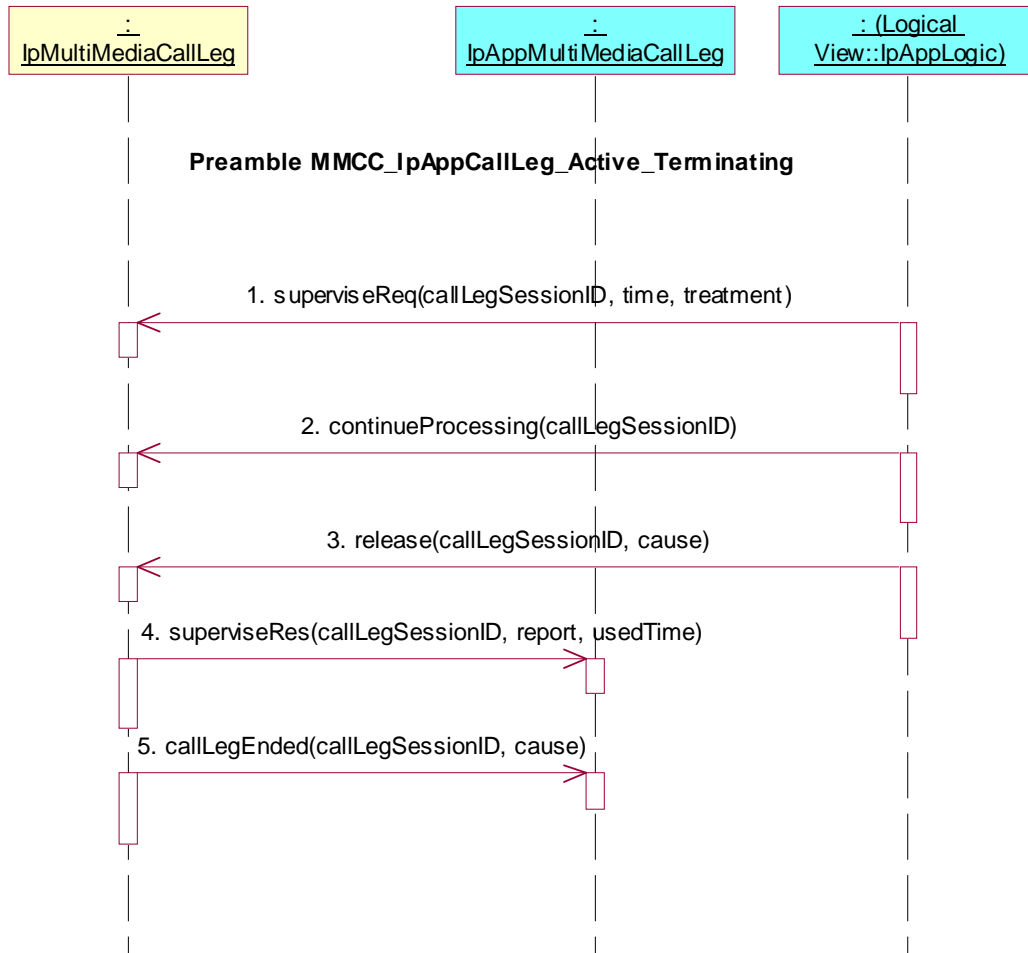 :
IpMultiMediaCallLeg
:
IpAppMultiMediaCallLeg
: (Logical
View::IpAppLogic)
Preamble MMCC_IpAppCallLeg_Active_Terminating
1. superviseReq(callLegSessionID, time, treatment)
2. continueProcessing(callLegSessionID)
3. release(callLegSessionID, cause)
4. superviseRes(callLegSessionID, report, usedTime)
5. callLegEnded(callLegSessionID, cause)